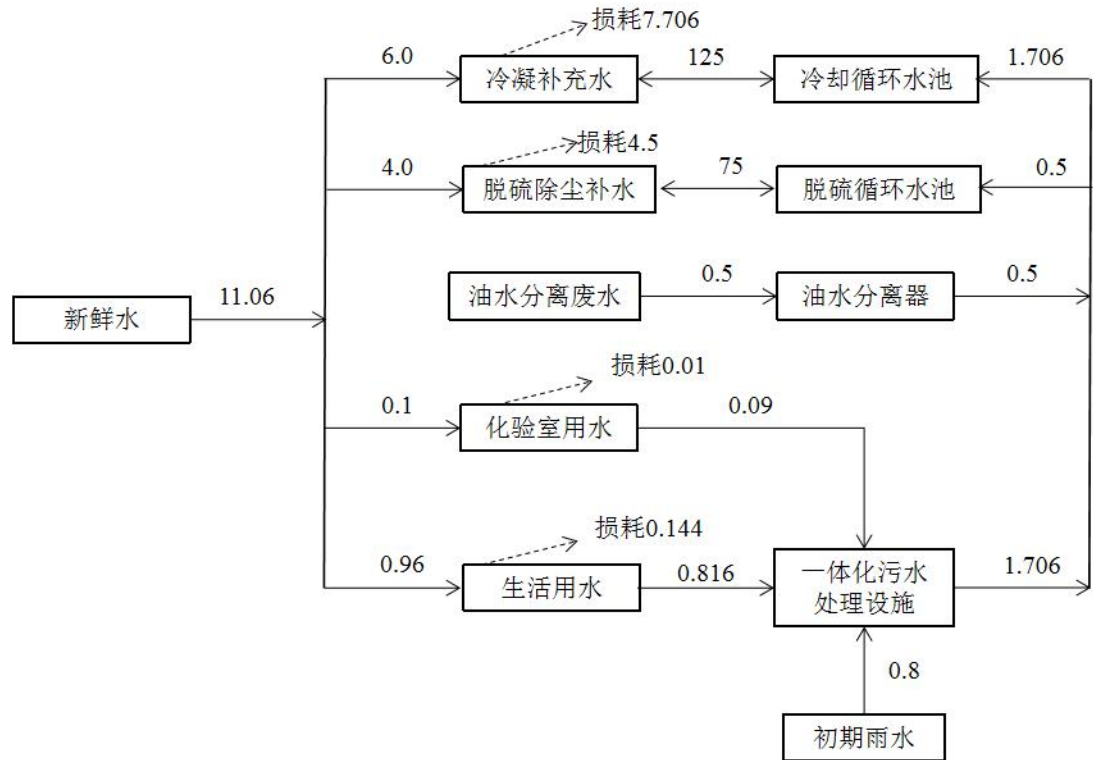 损耗7.706
6.0
冷凝补充水
125
冷却循环水池
1.706
损耗4.5
4.0
脱硫除尘补水
75
脱硫循环水池
0.5
油水分离废水
0.5
油水分离器
0.5
新鲜水
11.06
损耗0.01
0.1
化验室用水
0.09
损耗0.144
0.96
生活用水
0.816
一体化污水
处理设施
1.706
0.8
初期雨水